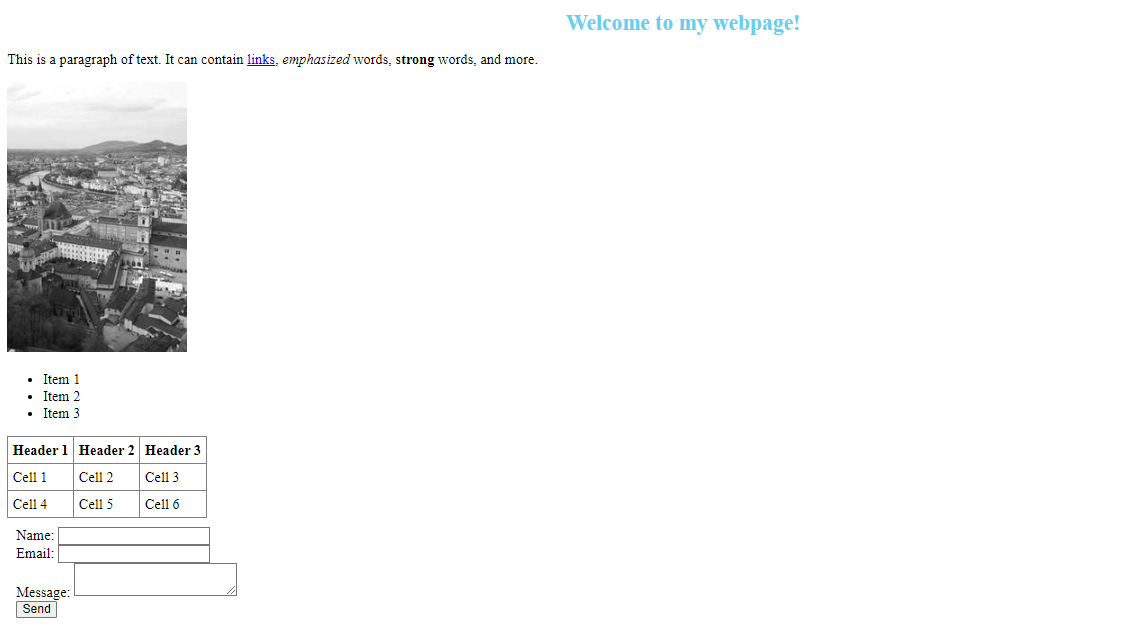 Welcome to my webpage!
This is a paragraph of text. It can contain links, emphasized words, strong words, and more.
Item 1
Item 2
Item 3
Header 1 Header 2 Header 3
Cell 1 Cell 2 Cell 3
Cell 4 Cell 5 Cell 6
Name:
Email:
Message:
Send